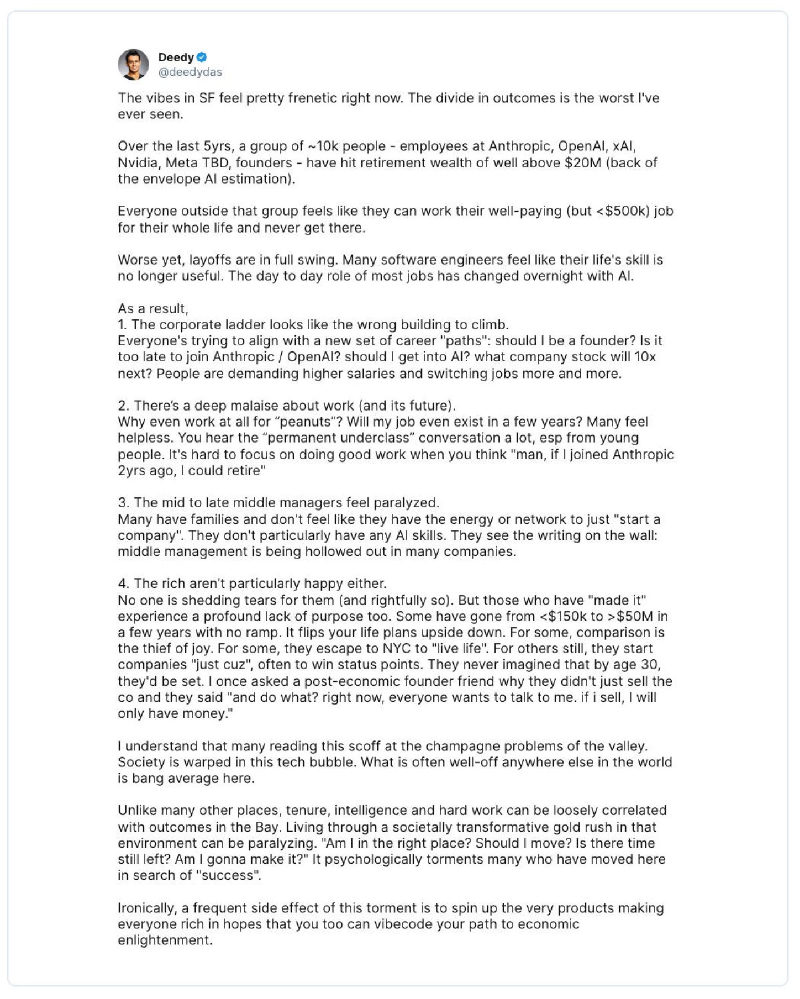 Deedy
@deedydas
The vibes in SF feel pretty frenetic right now. The divide in outcomes is the worst I've
ever seen.
Over the last 5yrs, a group of ~10k people - employees at Anthropic, OpenAI, xAI,
Nvidia, Meta TBD, founders - have hit retirement wealth of well above $20M (back of
the envelope AI estimation).
Everyone outside that group feels like they can work their well-paying (but <$500k) job
for their whole life and never get there.
Worse yet, layoffs are in full swing. Many software engineers feel like their life's skill is
no longer useful. The day to day role of most jobs has changed overnight with AI.
As a result,
1. The corporate ladder looks like the wrong building to climb.
Everyone's trying to align with a new set of career "paths": should I be a founder? Is it
too late to join Anthropic / OpenAI? should I get into AI? what company stock will 10x
next? People are demanding higher salaries and switching jobs more and more.
2. There's a deep malaise about work (and its future).
Why even work at all for “peanuts”? Will my job even exist in a few years? Many feel
helpless. You hear the “permanent underclass” conversation a lot, esp from young
people. It's hard to focus on doing good work when you think "man, if I joined Anthropic
2yrs ago, I could retire"
3. The mid to late middle managers feel paralyzed.
Many have families and don't feel like they have the energy or network to just "start a
company". They don't particularly have any AI skills. They see the writing on the wall:
middle management is being hollowed out in many companies.
4. The rich aren't particularly happy either.
No one is shedding tears for them (and rightfully so). But those who have "made it"
experience a profound lack of purpose too. Some have gone from <$150k to >$50M in
a few years with no ramp. It flips your life plans upside down. For some, comparison is
the thief of joy. For some, they escape to NYC to "live life". For others still, they start
companies "just cuz", often to win status points. They never imagined that by age 30,
they'd be set. I once asked a post-economic founder friend why they didn't just sell the
co and they said "and do what? right now, everyone wants to talk to me. if i sell, I will
only have money."
I understand that many reading this scoff at the champagne problems of the valley.
Society is warped in this tech bubble. What is often well-off anywhere else in the world
is bang average here.
Unlike many other places, tenure, intelligence and hard work can be loosely correlated
with outcomes in the Bay. Living through a societally transformative gold rush in that
environment can be paralyzing. "Am I in the right place? Should I move? Is there time
still left? Am I gonna make it?" It psychologically torments many who have moved here
in search of "success".
Ironically, a frequent side effect of this torment is to spin up the very products making
everyone rich in hopes that you too can vibecode your path to economic
enlightenment.